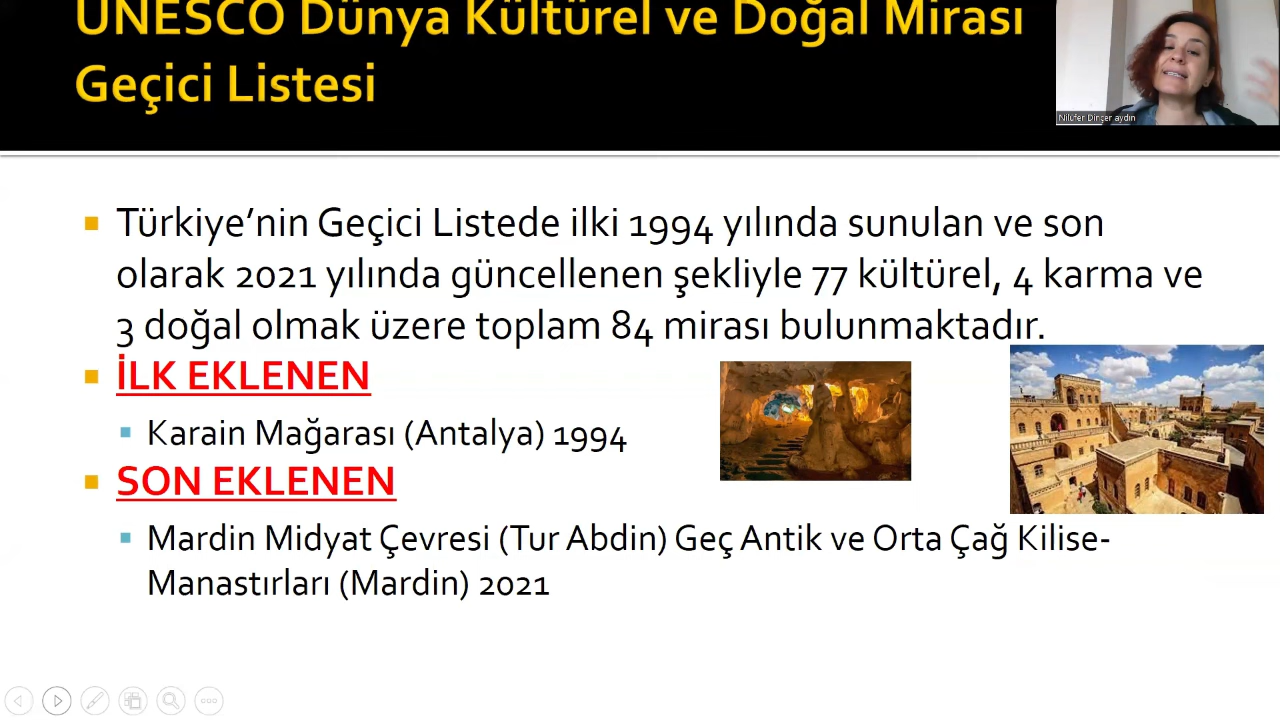 UNESCO Dünya Kültürel ve Doğal Mirası
Geçici Listesi
Nilüfer Dinçer aydın
Türkiye’nin Geçici Listede ilki 1994 yılında sunulan ve son
olarak 2021 yılında güncellenen şekliyle 77 kültürel, 4 karma ve
3 doğal olmak üzere toplam 84 mirası bulunmaktadır.
İLK EKLENEN
Karain Mağarası (Antalya) 1994
SON EKLENEN
Mardin Midyat Çevresi (Tur Abdin) Geç Antik ve Orta Çağ Kilise-
Manastırları (Mardin) 2021